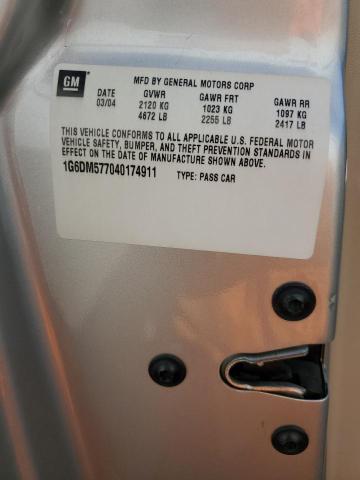 GM
MFD BY GENERAL MOTORS CORP
DATE GVWR GAWR FRT GAWR RR
03/04 2120 KG 1023 KG 1097 KG
4672 LB 2255 LB 2417 LB
THIS VEHICLE CONFORMS TO ALL APPLICABLE U.S. FEDERAL MOTOR
VEHICLE SAFETY, BUMPER, AND THEFT PREVENTION STANDARDS IN
EFFECT ON THE DATE OF MANUFACTURE SHOWN ABOVE.
1G6DM577040174911 TYPE: PASS CAR